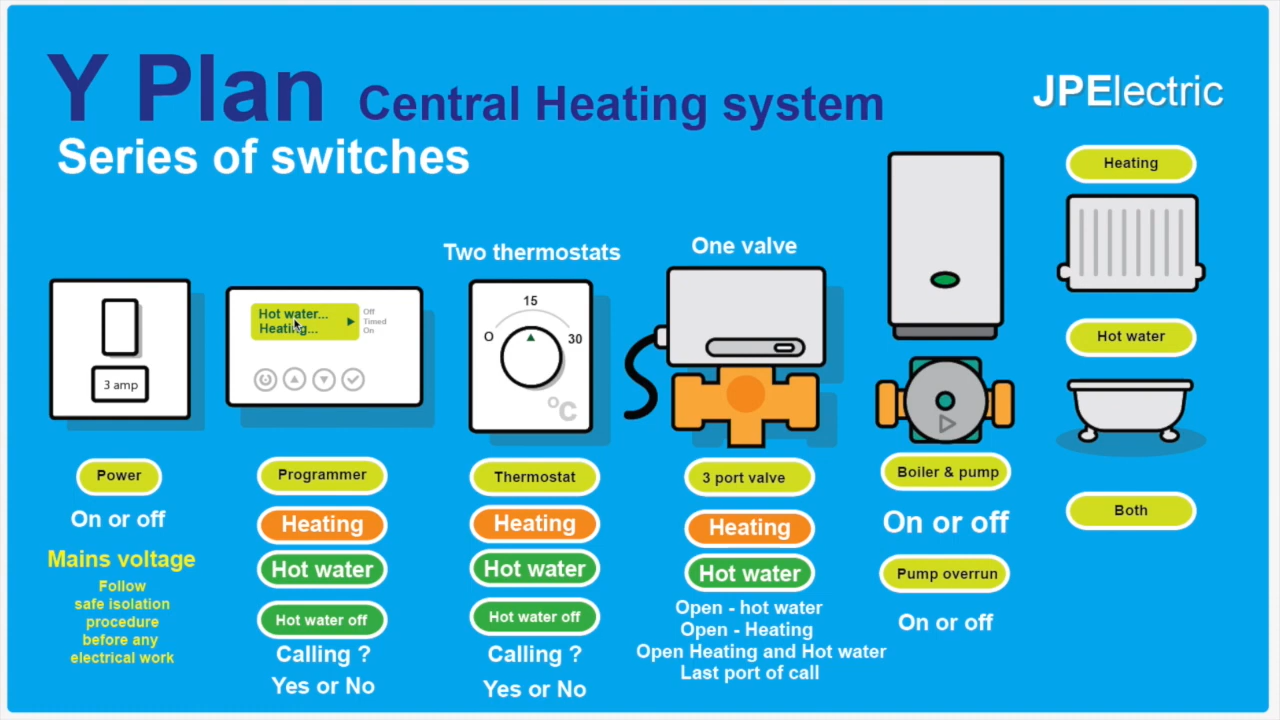 Y Plan Central Heating system
JPElectric
Series of switches
Two thermostats
One valve
3 amp
Hot water...
Heating...
Off
Timed
On
15
O
30
°C
Power
On or off
Mains voltage
Follow
safe isolation
procedure
before any
electrical work
Programmer
Heating
Hot water
Hot water off
Calling ?
Yes or No
Thermostat
Heating
Hot water
Hot water off
Calling ?
Yes or No
3 port valve
Heating
Hot water
Open - hot water
Open - Heating
Open Heating and Hot water
Last port of call
Boiler & pump
On or off
Pump overrun
On or off
Heating
Hot water
Both